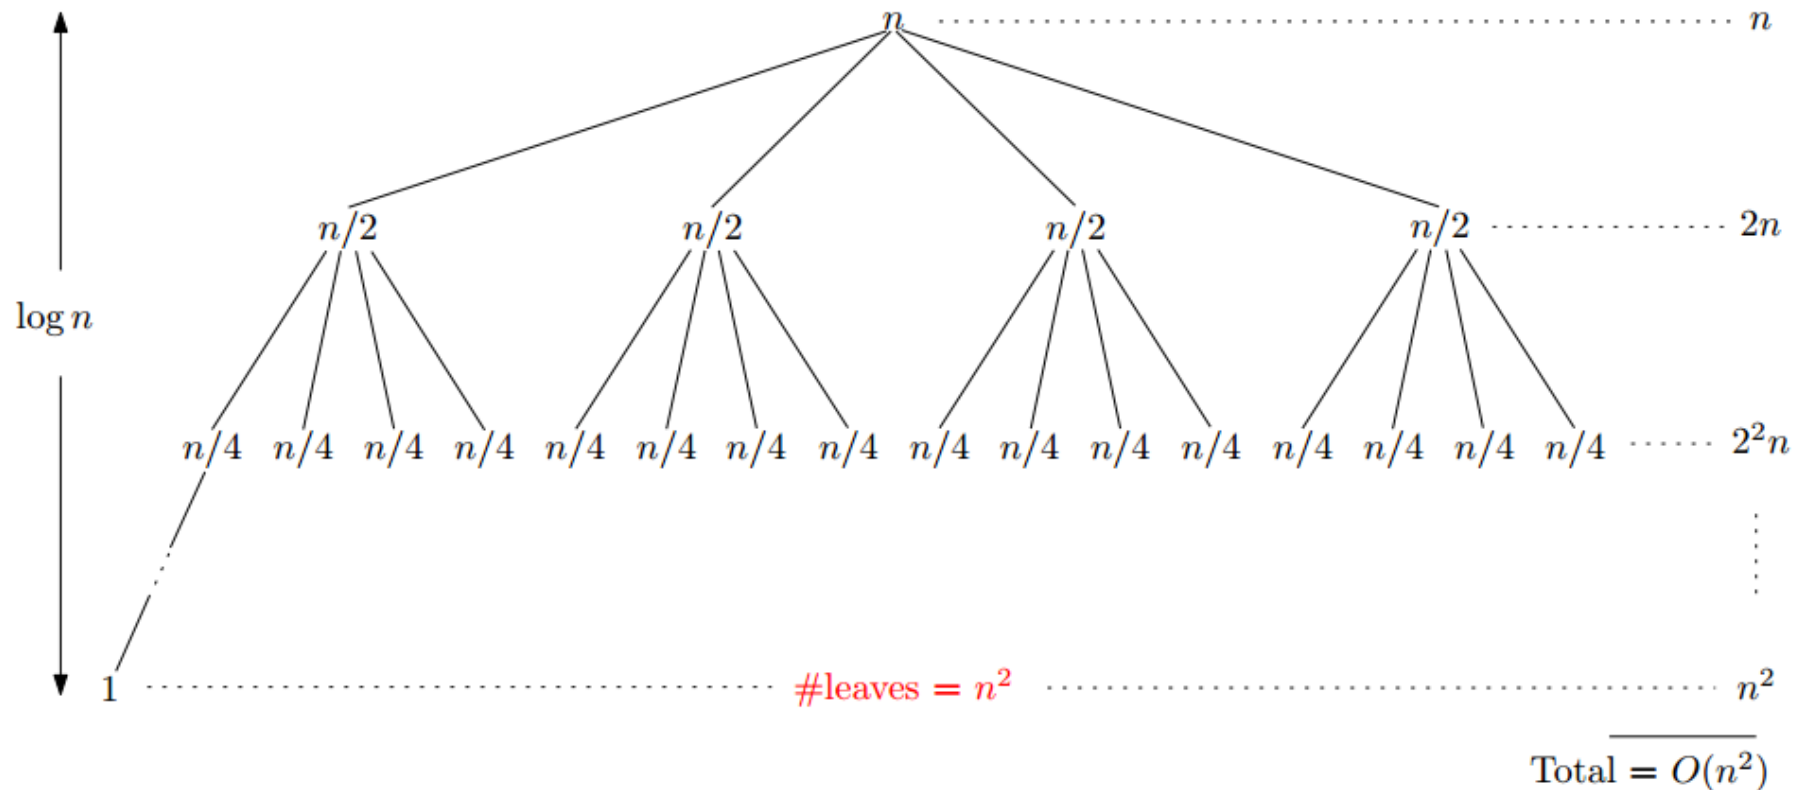 n n
n/2 n/2 n/2 n/2 2n
log n
n/4 n/4 n/4 n/4 n/4 n/4 n/4 n/4 n/4 n/4 n/4 n/4 n/4 n/4 n/4 n/4 2²n
1 #leaves = n² n²
Total = O(n²)